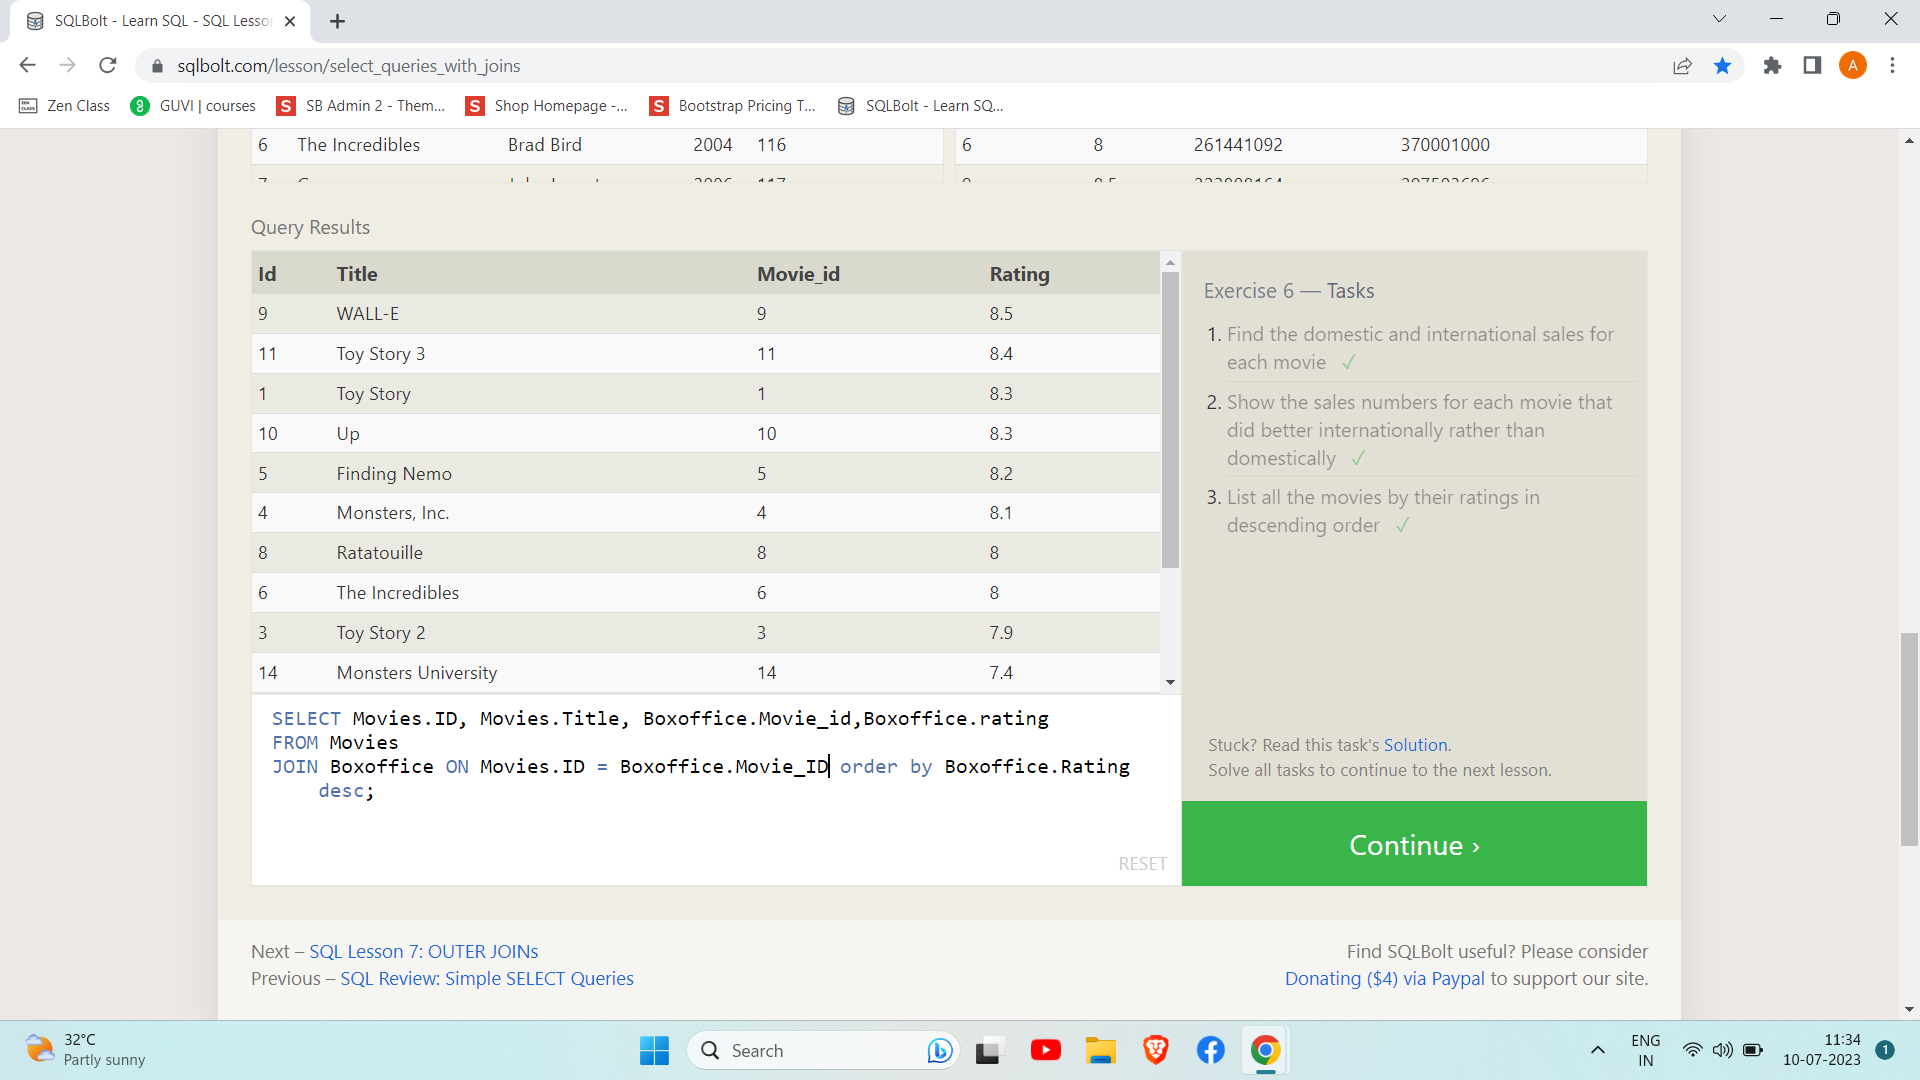 SQLBolt - Learn SQL - SQL Lesso
sqlbolt.com/lesson/select_queries_with_joins
A
Zen Class
GUVI | courses
S SB Admin 2 - Them...
S Shop Homepage -...
S Bootstrap Pricing T...
SQLBolt - Learn SQ...
6 The Incredibles Brad Bird 2004 116
6 8 261441092 370001000
Query Results
Id Title Movie_id Rating
9 WALL-E 9 8.5
11 Toy Story 3 11 8.4
1 Toy Story 1 8.3
10 Up 10 8.3
5 Finding Nemo 5 8.2
4 Monsters, Inc. 4 8.1
8 Ratatouille 8 8
6 The Incredibles 6 8
3 Toy Story 2 3 7.9
14 Monsters University 14 7.4
SELECT Movies.ID, Movies.Title, Boxoffice.Movie_id,Boxoffice.rating
FROM Movies
JOIN Boxoffice ON Movies.ID = Boxoffice.Movie_ID order by Boxoffice.Rating
desc;
RESET
Exercise 6 — Tasks
1. Find the domestic and international sales for
each movie ✓
2. Show the sales numbers for each movie that
did better internationally rather than
domestically ✓
3. List all the movies by their ratings in
descending order ✓
Stuck? Read this task's Solution.
Solve all tasks to continue to the next lesson.
Continue ›
Next – SQL Lesson 7: OUTER JOINs
Previous – SQL Review: Simple SELECT Queries
Find SQLBolt useful? Please consider
Donating ($4) via Paypal to support our site.
32°C
Partly sunny
Search
ENG
IN
11:34
10-07-2023
1